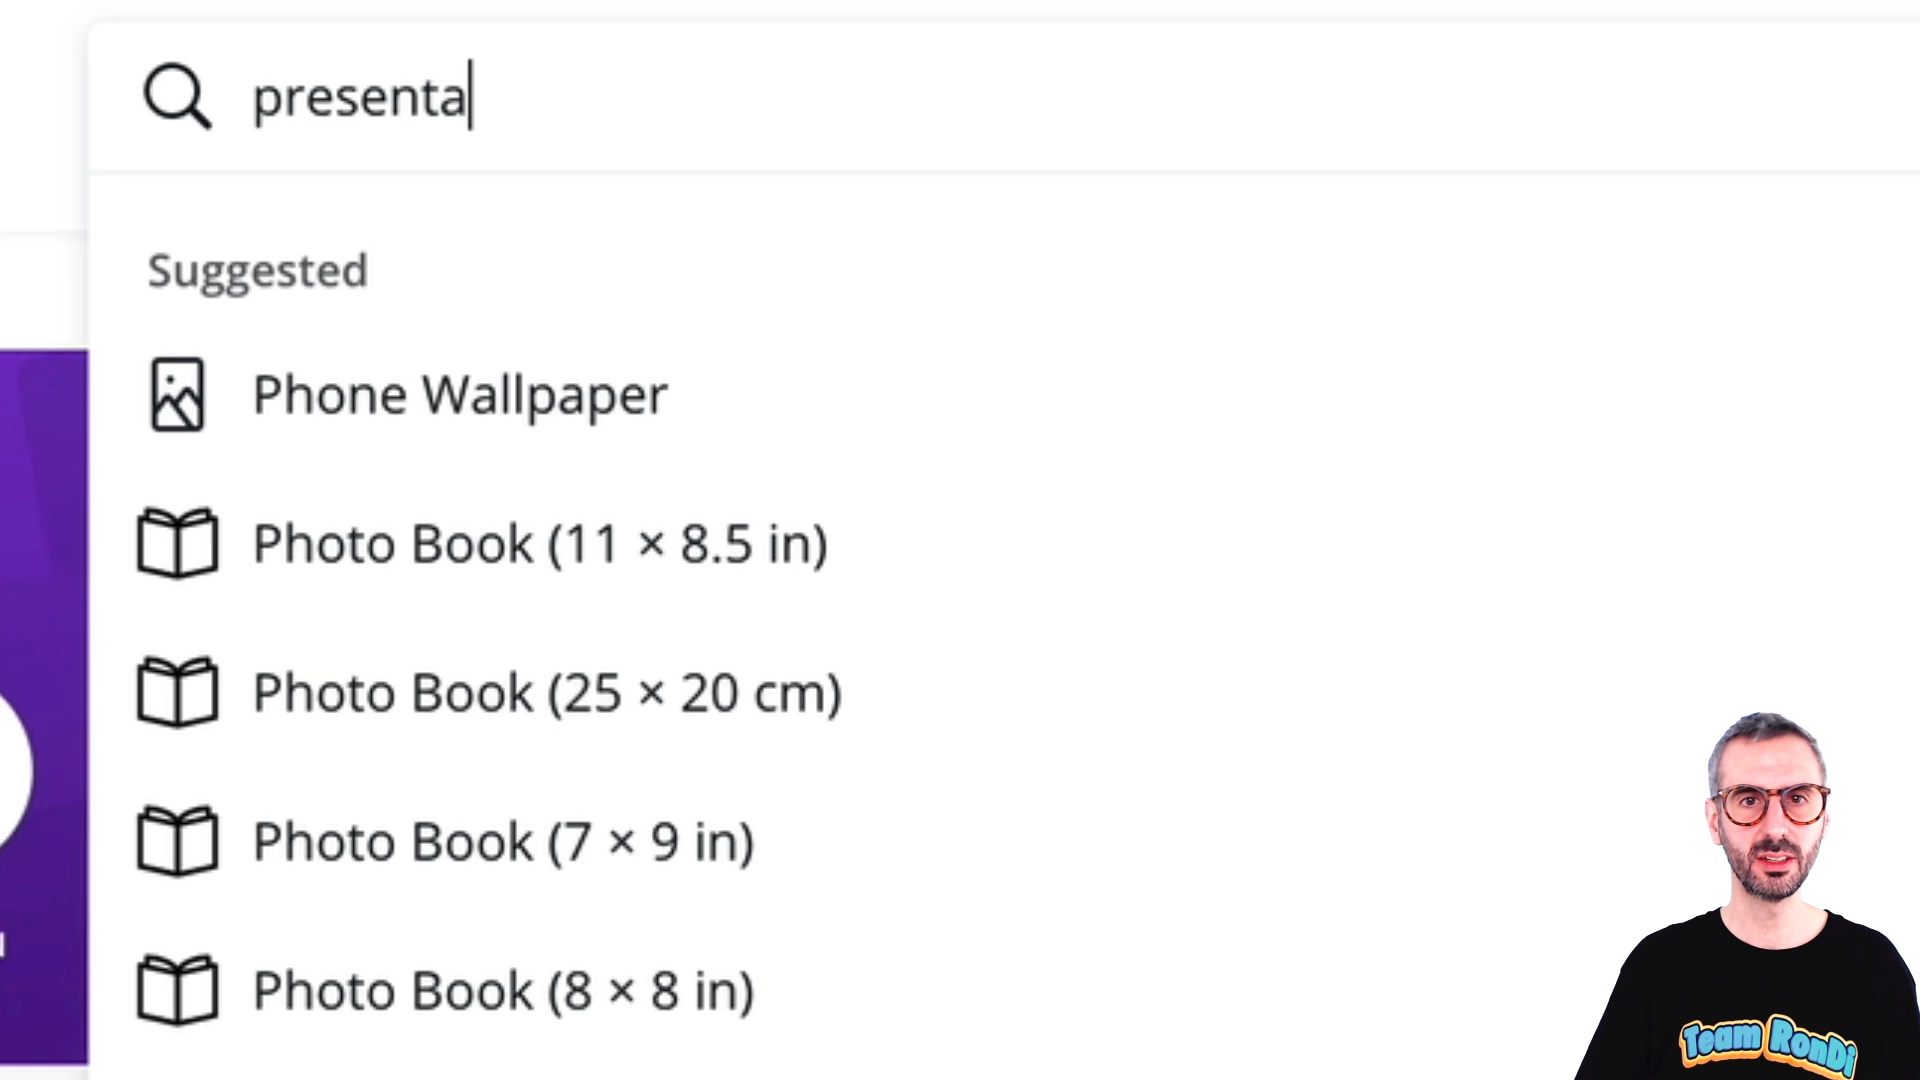 presenta
Suggested
Phone Wallpaper
Photo Book (11 × 8.5 in)
Photo Book (25 × 20 cm)
Photo Book (7 × 9 in)
Photo Book (8 × 8 in)
Team RonDi